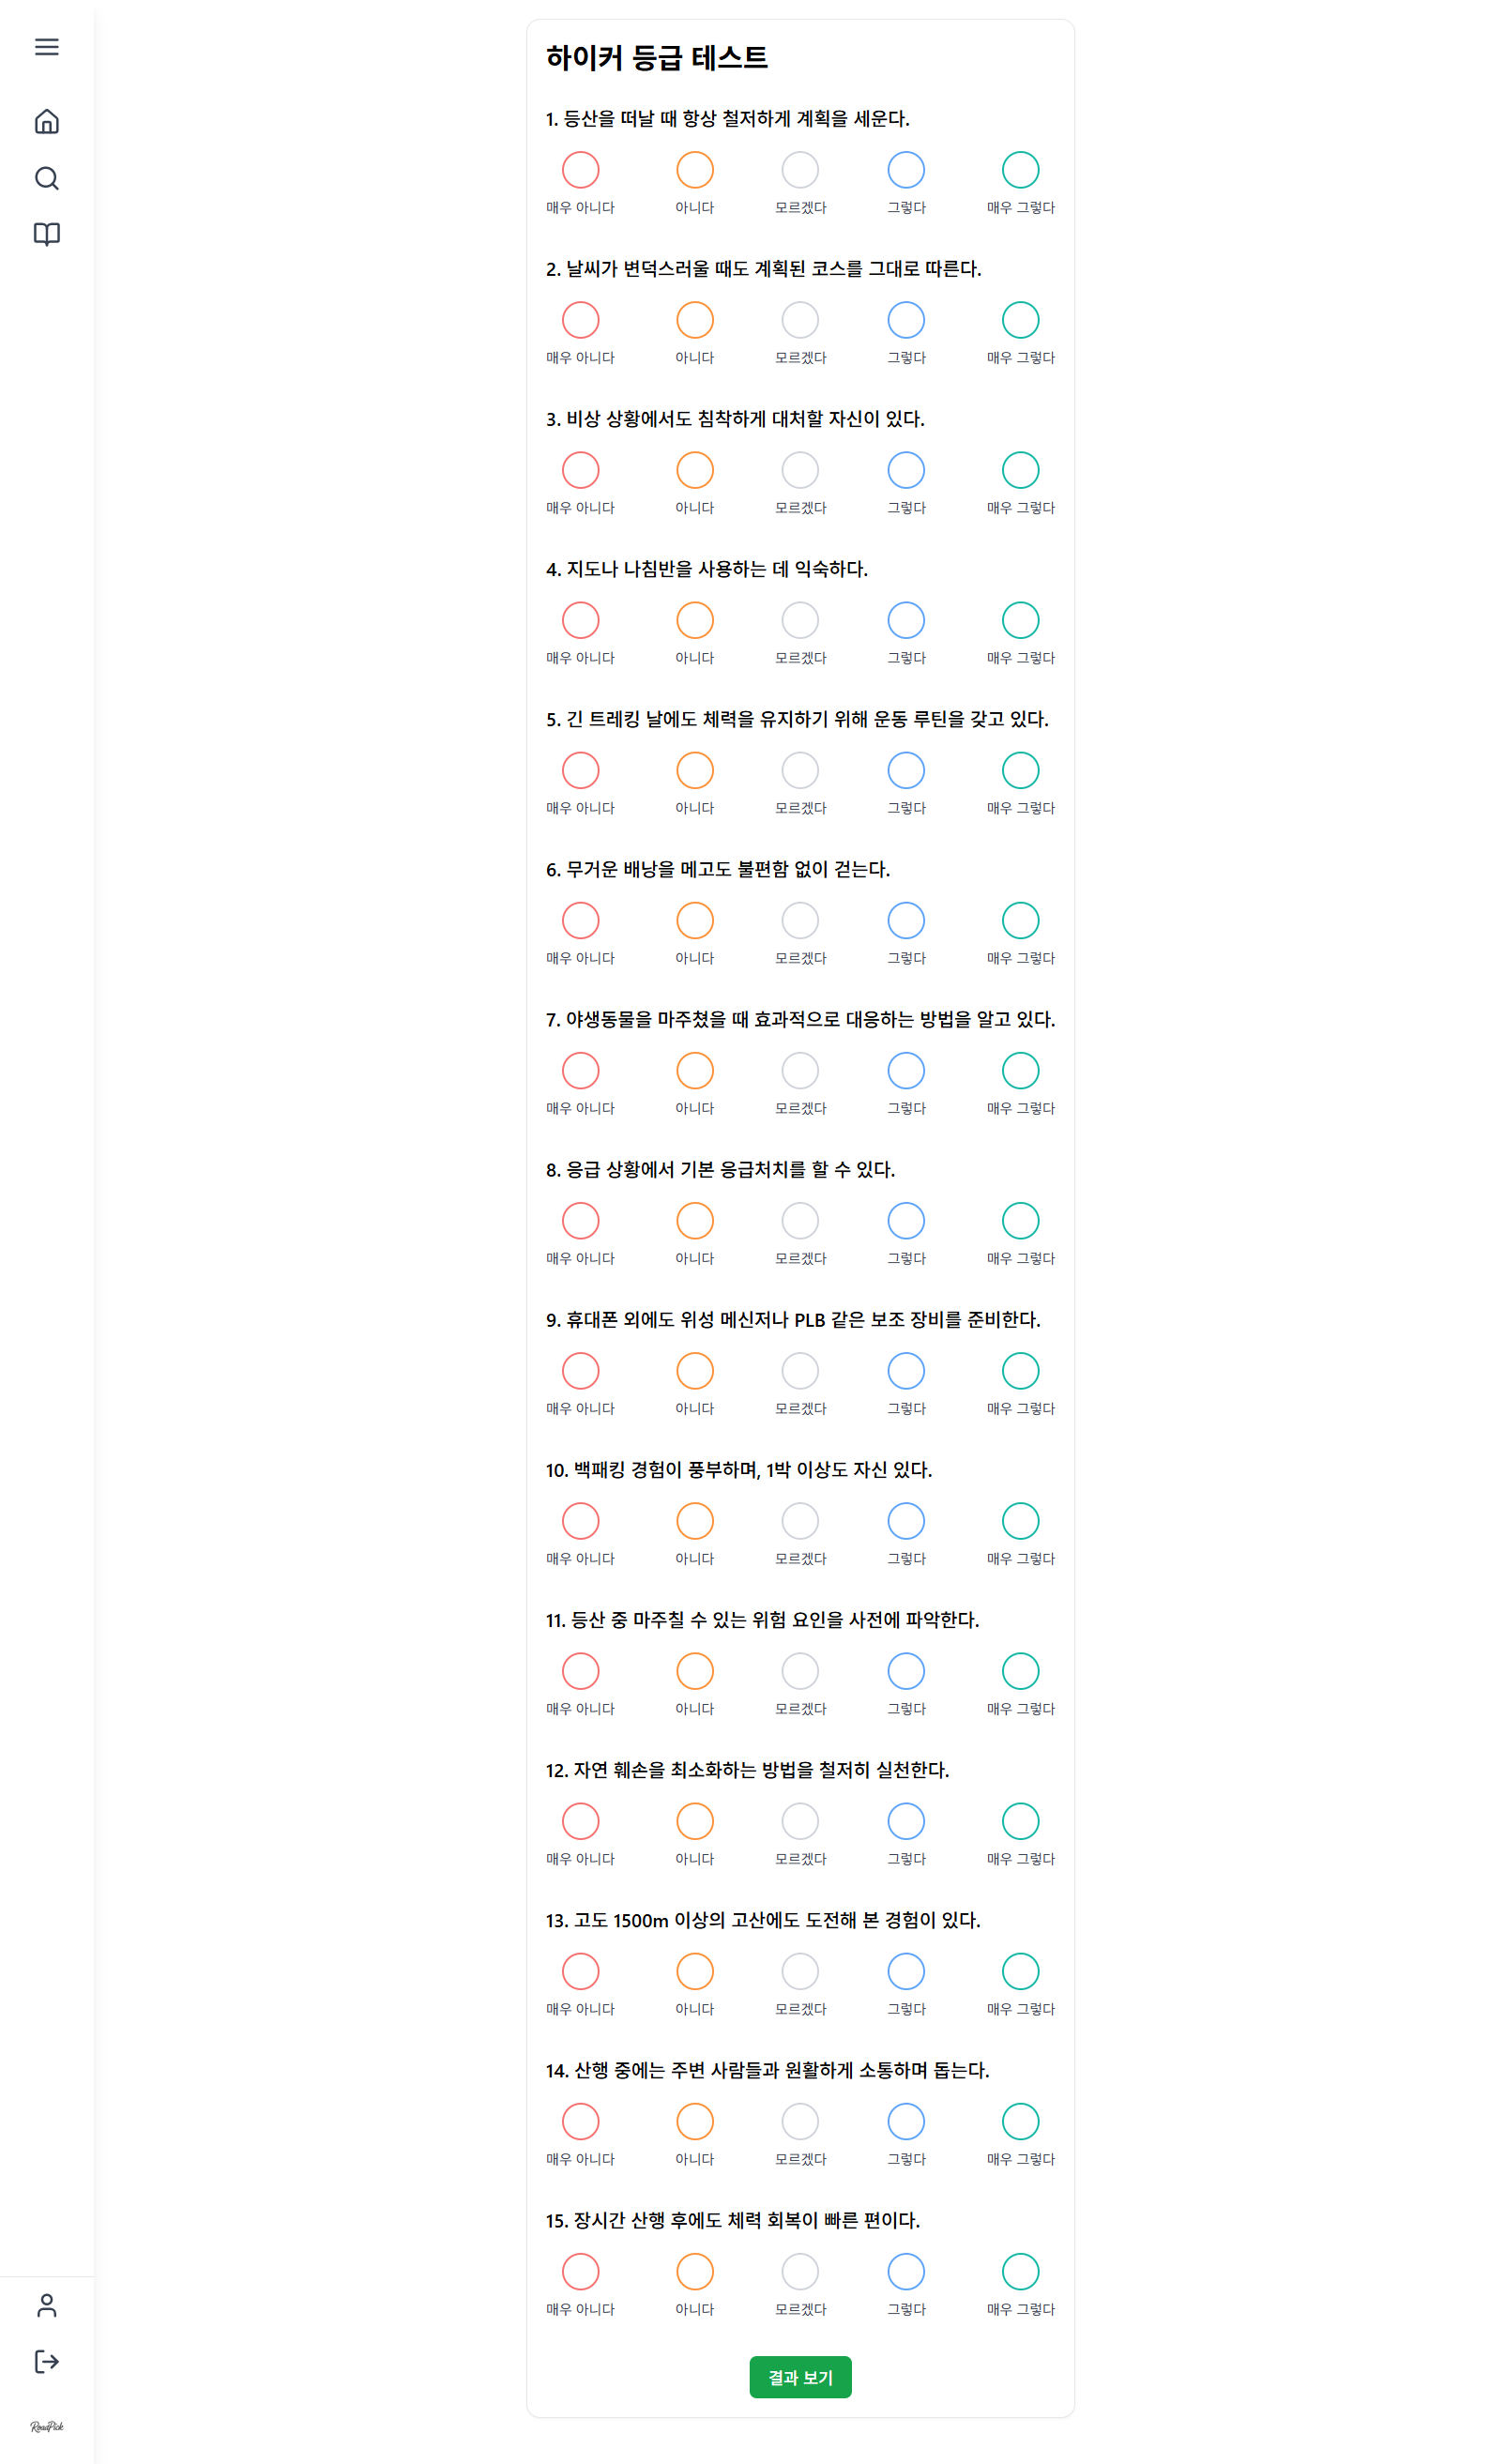 하이커 등급 테스트
1. 등산을 떠날 때 항상 철저하게 계획을 세운다.
매우 아니다 아니다 모르겠다 그렇다 매우 그렇다
2. 날씨가 변덕스러울 때도 계획된 코스를 그대로 따른다.
매우 아니다 아니다 모르겠다 그렇다 매우 그렇다
3. 비상 상황에서도 침착하게 대처할 자신이 있다.
매우 아니다 아니다 모르겠다 그렇다 매우 그렇다
4. 지도나 나침반을 사용하는 데 익숙하다.
매우 아니다 아니다 모르겠다 그렇다 매우 그렇다
5. 긴 트레킹 날에도 체력을 유지하기 위해 운동 루틴을 갖고 있다.
매우 아니다 아니다 모르겠다 그렇다 매우 그렇다
6. 무거운 배낭을 메고도 불편함 없이 걷는다.
매우 아니다 아니다 모르겠다 그렇다 매우 그렇다
7. 야생동물을 마주쳤을 때 효과적으로 대응하는 방법을 알고 있다.
매우 아니다 아니다 모르겠다 그렇다 매우 그렇다
8. 응급 상황에서 기본 응급처치를 할 수 있다.
매우 아니다 아니다 모르겠다 그렇다 매우 그렇다
9. 휴대폰 외에도 위성 메신저나 PLB 같은 보조 장비를 준비한다.
매우 아니다 아니다 모르겠다 그렇다 매우 그렇다
10. 백패킹 경험이 풍부하며, 1박 이상도 자신 있다.
매우 아니다 아니다 모르겠다 그렇다 매우 그렇다
11. 등산 중 마주칠 수 있는 위험 요인을 사전에 파악한다.
매우 아니다 아니다 모르겠다 그렇다 매우 그렇다
12. 자연 훼손을 최소화하는 방법을 철저히 실천한다.
매우 아니다 아니다 모르겠다 그렇다 매우 그렇다
13. 고도 1500m 이상의 고산에도 도전해 본 경험이 있다.
매우 아니다 아니다 모르겠다 그렇다 매우 그렇다
14. 산행 중에는 주변 사람들과 원활하게 소통하며 돕는다.
매우 아니다 아니다 모르겠다 그렇다 매우 그렇다
15. 장시간 산행 후에도 체력 회복이 빠른 편이다.
매우 아니다 아니다 모르겠다 그렇다 매우 그렇다
결과 보기
RoadPick